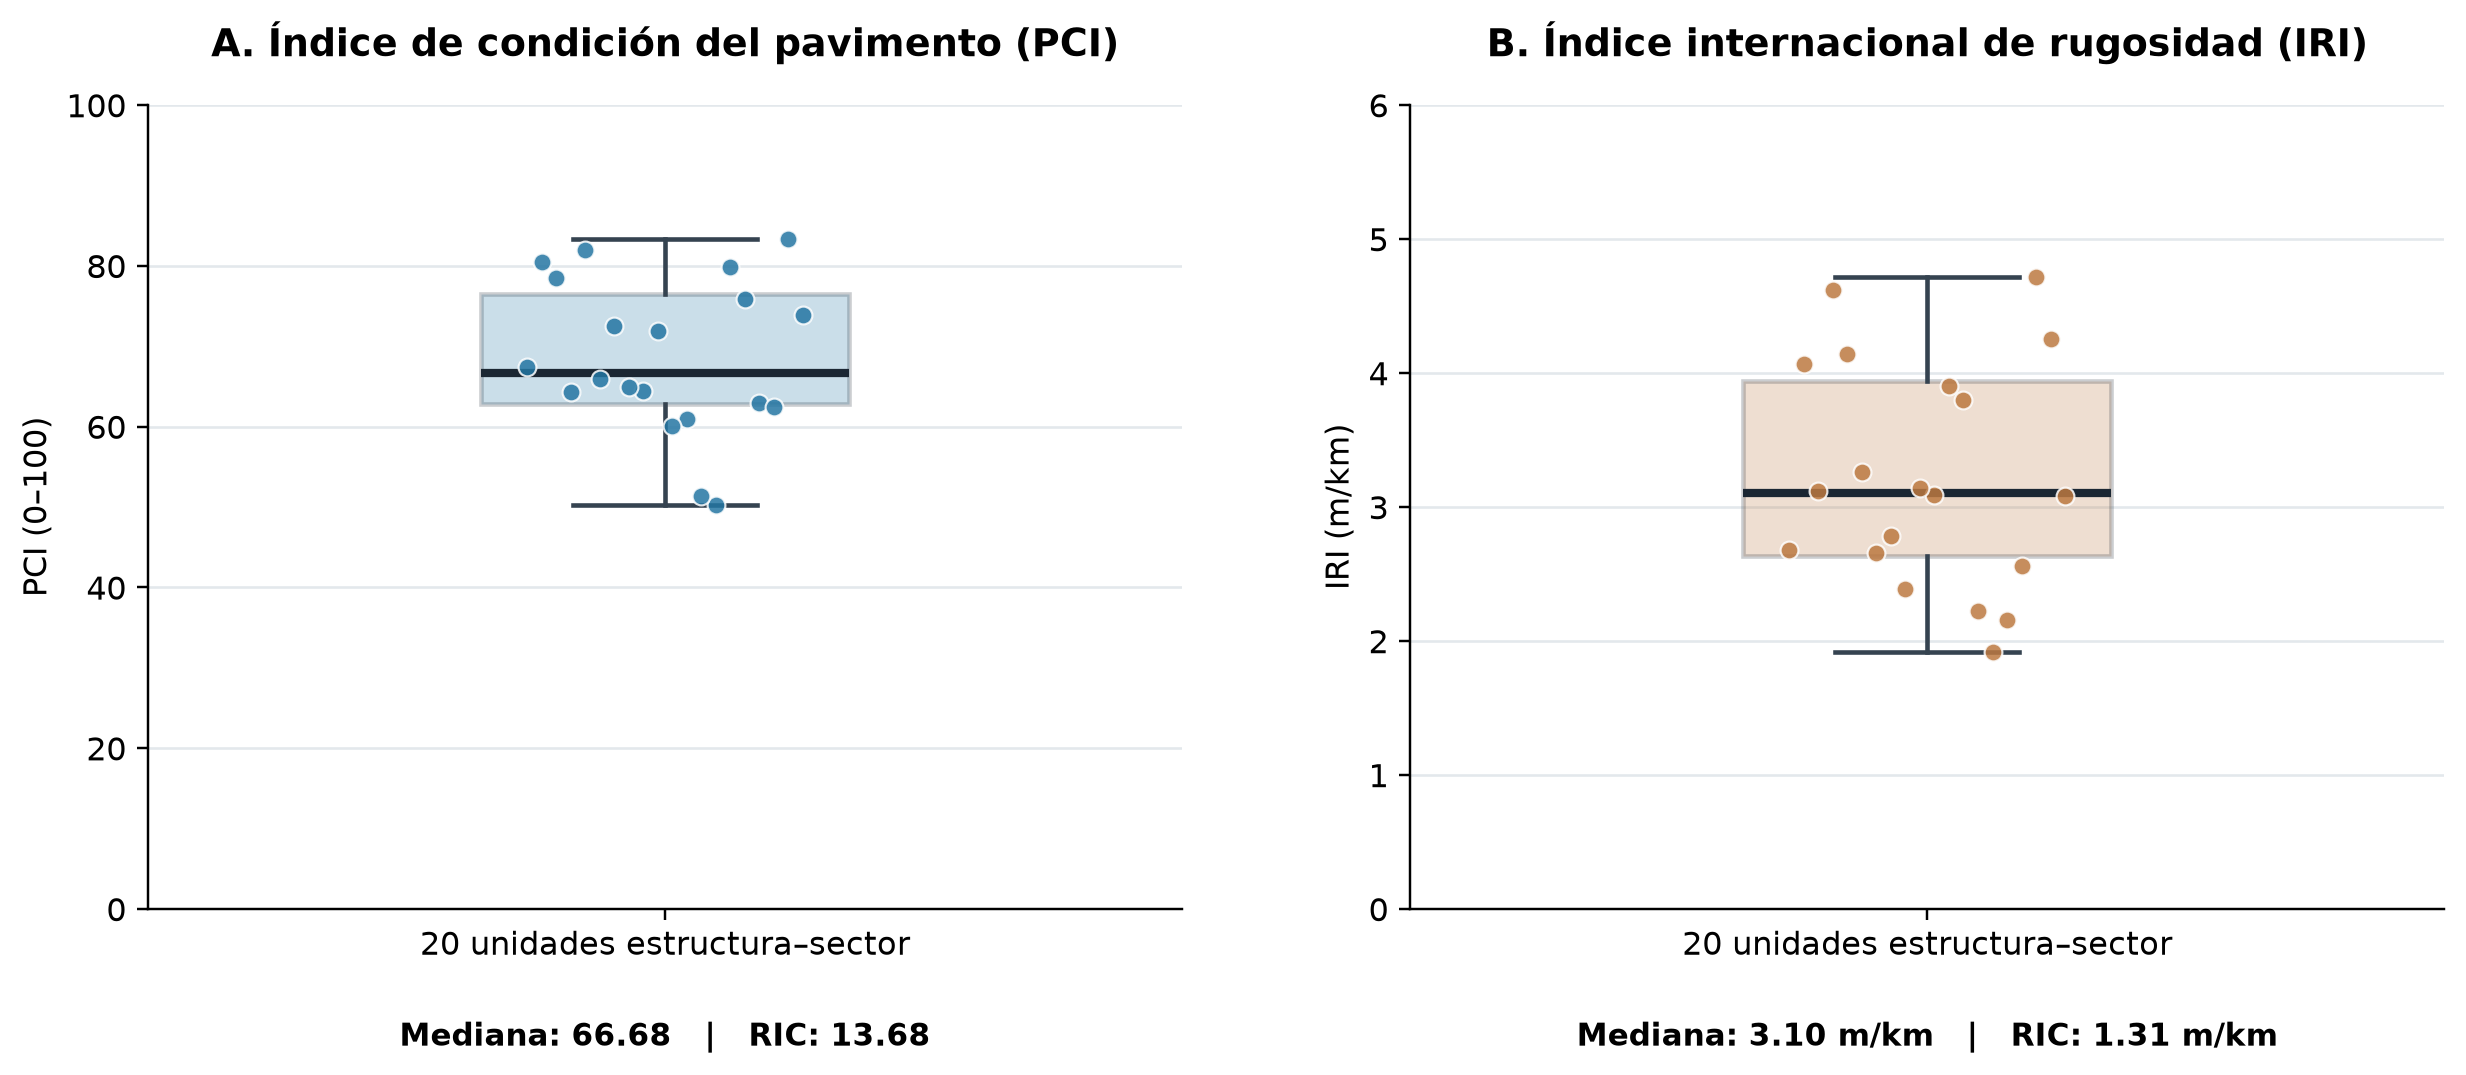 A. Índice de condición del pavimento (PCI)
100
80
60
40
20
0
PCI (0–100)
20 unidades estructura–sector
Mediana: 66.68 | RIC: 13.68
B. Índice internacional de rugosidad (IRI)
6
5
4
3
2
1
0
IRI (m/km)
20 unidades estructura–sector
Mediana: 3.10 m/km | RIC: 1.31 m/km